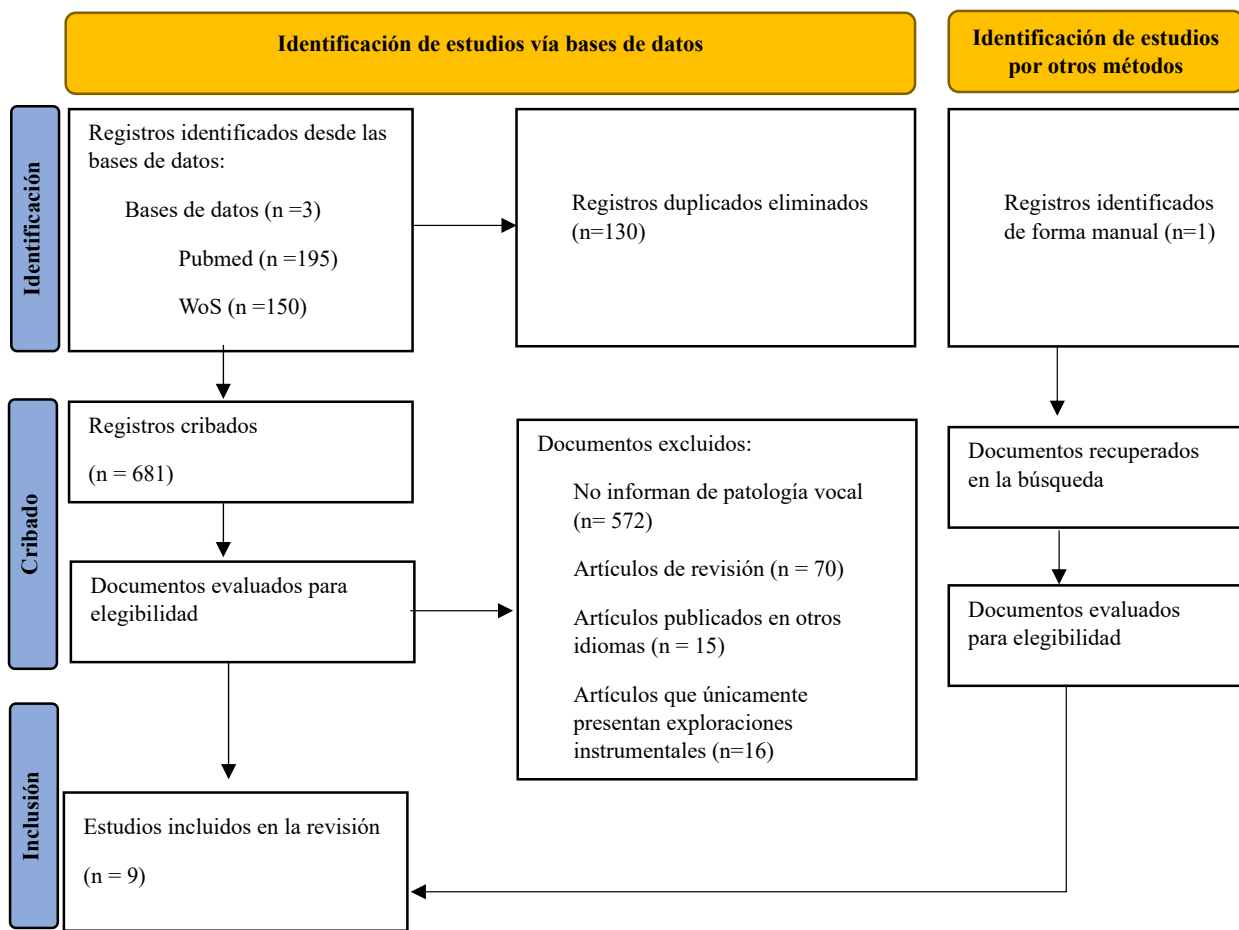 Identificación de estudios vía bases de datos
Identificación de estudios
por otros métodos
Identificación
Registros identificados desde las
bases de datos:
Bases de datos (n =3)
Pubmed (n =195)
WoS (n =150)
Registros duplicados eliminados
(n=130)
Registros identificados
de forma manual (n=1)
Cribado
Registros cribados
(n = 681)
Documentos evaluados para
elegibilidad
Documentos excluidos:
No informan de patología vocal
(n= 572)
Artículos de revisión (n = 70)
Artículos publicados en otros
idiomas (n = 15)
Artículos que únicamente
presentan exploraciones
instrumentales (n=16)
Documentos recuperados
en la búsqueda
Documentos evaluados
para elegibilidad
Inclusión
Estudios incluidos en la revisión
(n = 9)